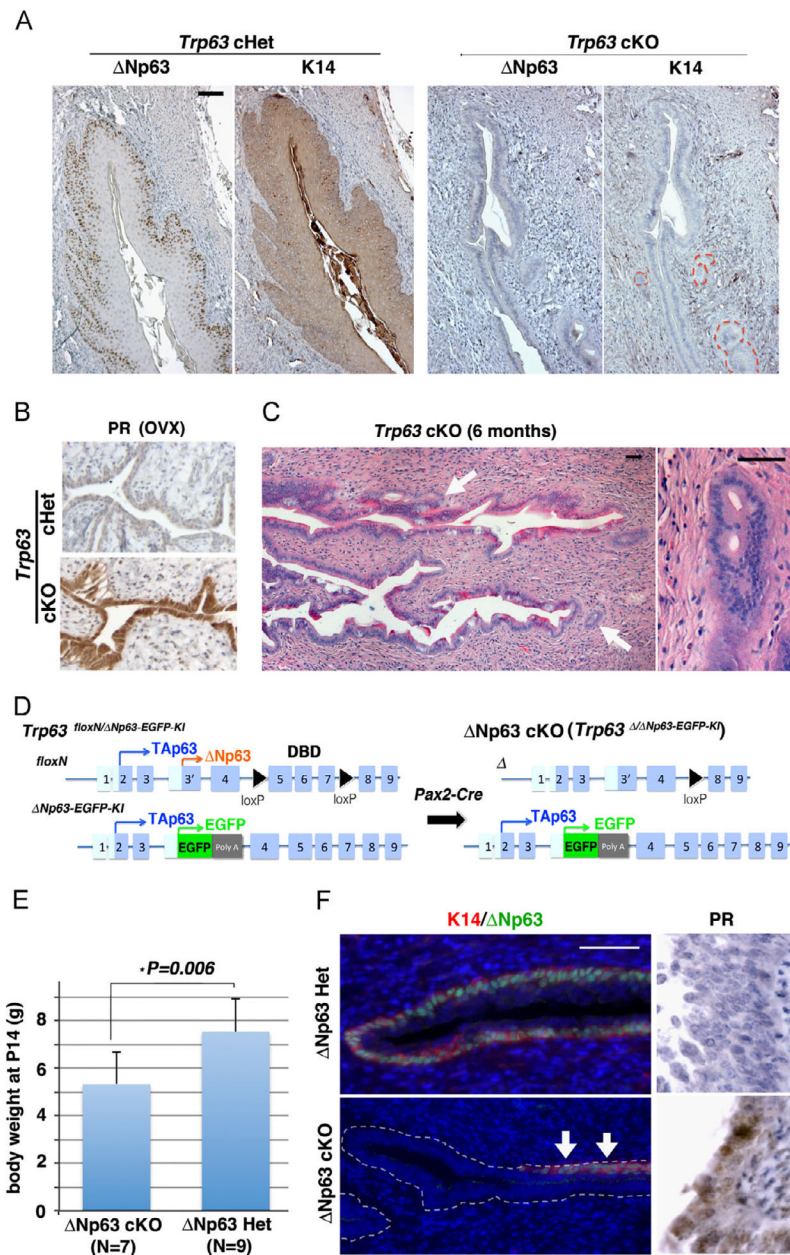 A
Trp63 cHet
Trp63 cKO
ΔNp63
K14
ΔNp63
K14
B
PR (OVX)
Trp63
cHet
cKO
C
Trp63 cKO (6 months)
D
Trp63 floxN/ΔNp63-EGFP-KI
floxN
TAp63
ΔNp63
DBD
1 2 3 3' 4 5 6 7 8 9
loxP
loxP
ΔNp63-EGFP-KI
TAp63
EGFP
1 2 3 EGFP Poly A 4 5 6 7 8 9
Pax2-Cre
ΔNp63 cKO (Trp63 Δ/ΔNp63-EGFP-KI)
Δ
1 2 3 3' 4 8 9
loxP
TAp63
EGFP
1 2 3 EGFP Poly A 4 5 6 7 8 9
E
*P=0.006
body weight at P14 (g)
8
7
6
5
4
2
0
ΔNp63 cKO
(N=7)
ΔNp63 Het
(N=9)
F
K14/ΔNp63
PR
ΔNp63 Het
ΔNp63 cKO